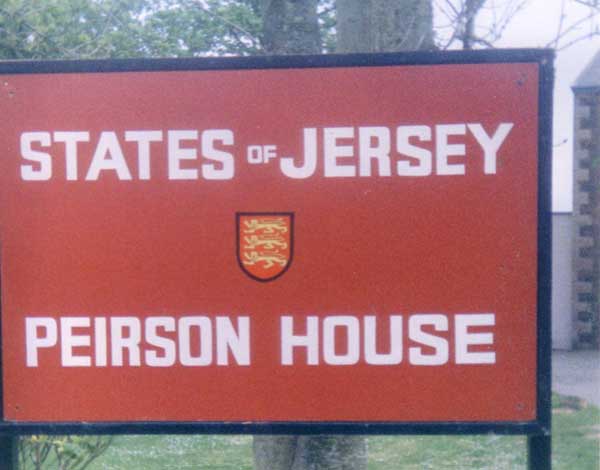 STATES OF JERSEY
PEIRSON HOUSE